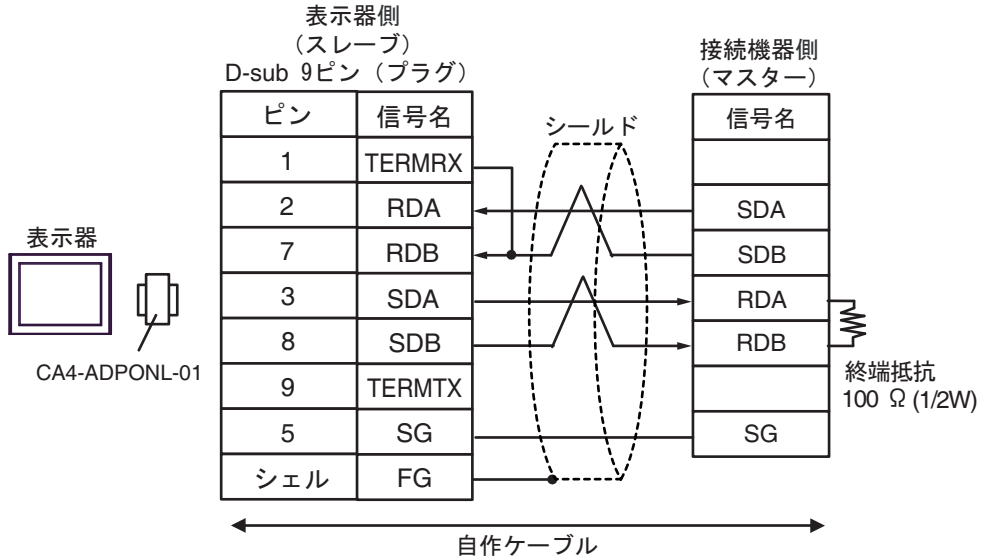 表示器側
（スレーブ）
D-sub 9ピン（プラグ）
接続機器側
（マスター）
ピン 信号名
シールド
信号名
1 TERMRX
2 RDA
SDA
7 RDB
SDB
3 SDA
RDA
8 SDB
RDB
9 TERMTX
5 SG
SG
シェル FG
表示器
CA4-ADPONL-01
終端抵抗
100 Ω (1/2W)
自作ケーブル